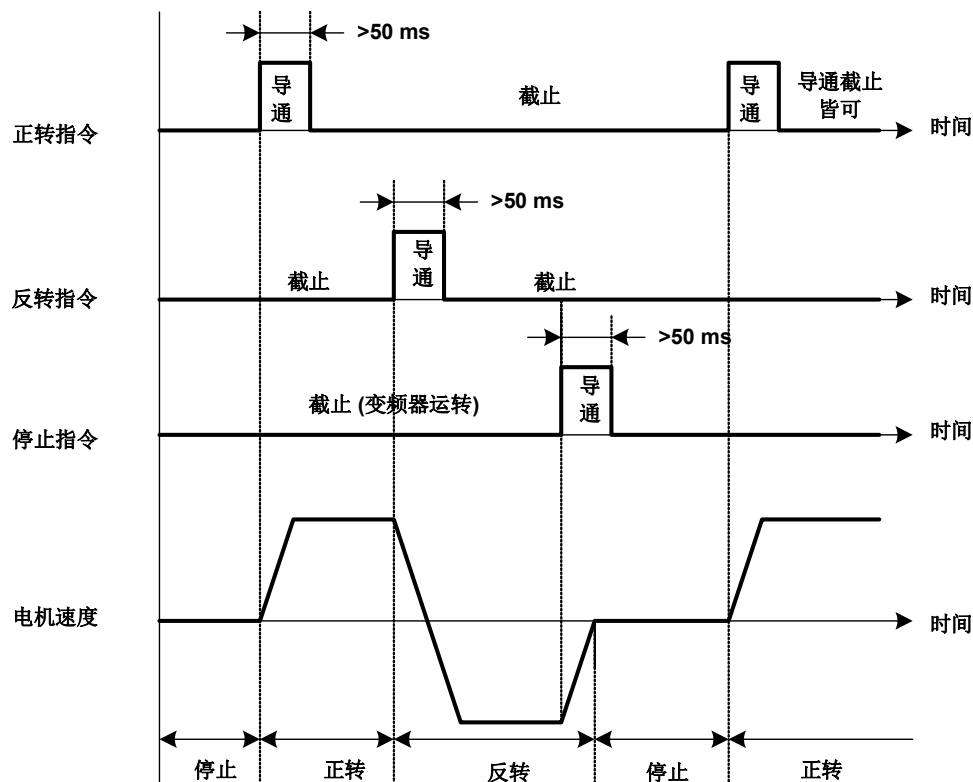 >50 ms
导通
截止
导通
导通截止
皆可
正转指令
时间
>50 ms
导通
截止
截止
反转指令
时间
>50 ms
导通
截止 (变频器运转)
停止指令
时间
电机速度
时间
停止
正转
反转
停止
正转